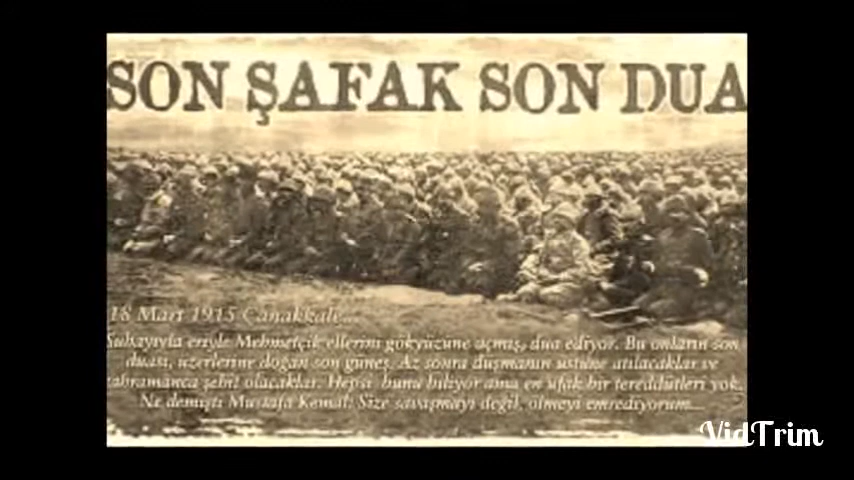 SON ŞAFAK SON DUA
18 Mart 1915 Çanakkale...
Subayıyla eriyle Mehmetçik ellerini gökyüzüne açmış, dua ediyor. Bu onların son
duası, üzerlerine doğan son güneş. Az sonra düşmanın üstüne atılacaklar ve
kahramanca şehit olacaklar. Hepsi bunu biliyor ama en ufak bir tereddütleri yok.
Ne demişti Mustafa Kemal: Size savaşmayı değil, ölmeyi emrediyorum...
VidTrim